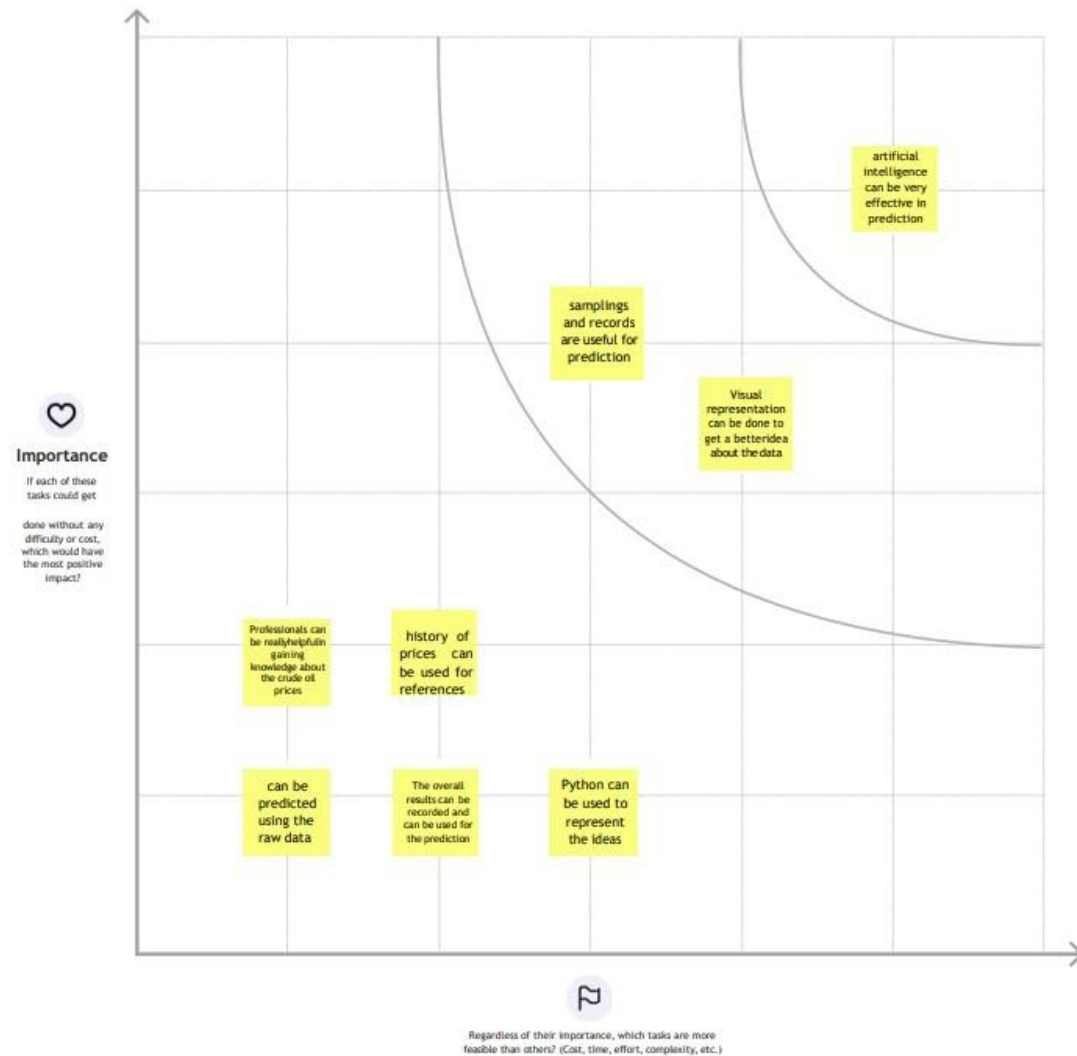 artificial
intelligence
can be very
effective in
prediction
samplings
and records
are useful for
prediction
Visual
representation
can be done to
get a betteridea
about thedata
Importance
If each of these
tasks could get
done without any
difficulty or cost,
which would have
the most positive
impact?
Professionals can
be reallyhelpfulin
gaining
knowledge about
the crude oil
prices
history of
prices can
be used for
references
can be
predicted
using the
raw data
The overall
results can be
recorded and
can be used for
the prediction
Python can
be used to
represent
the ideas
Regardless of their importance, which tasks are more
feasible than others? (Cost, time, effort, complexity, etc.)